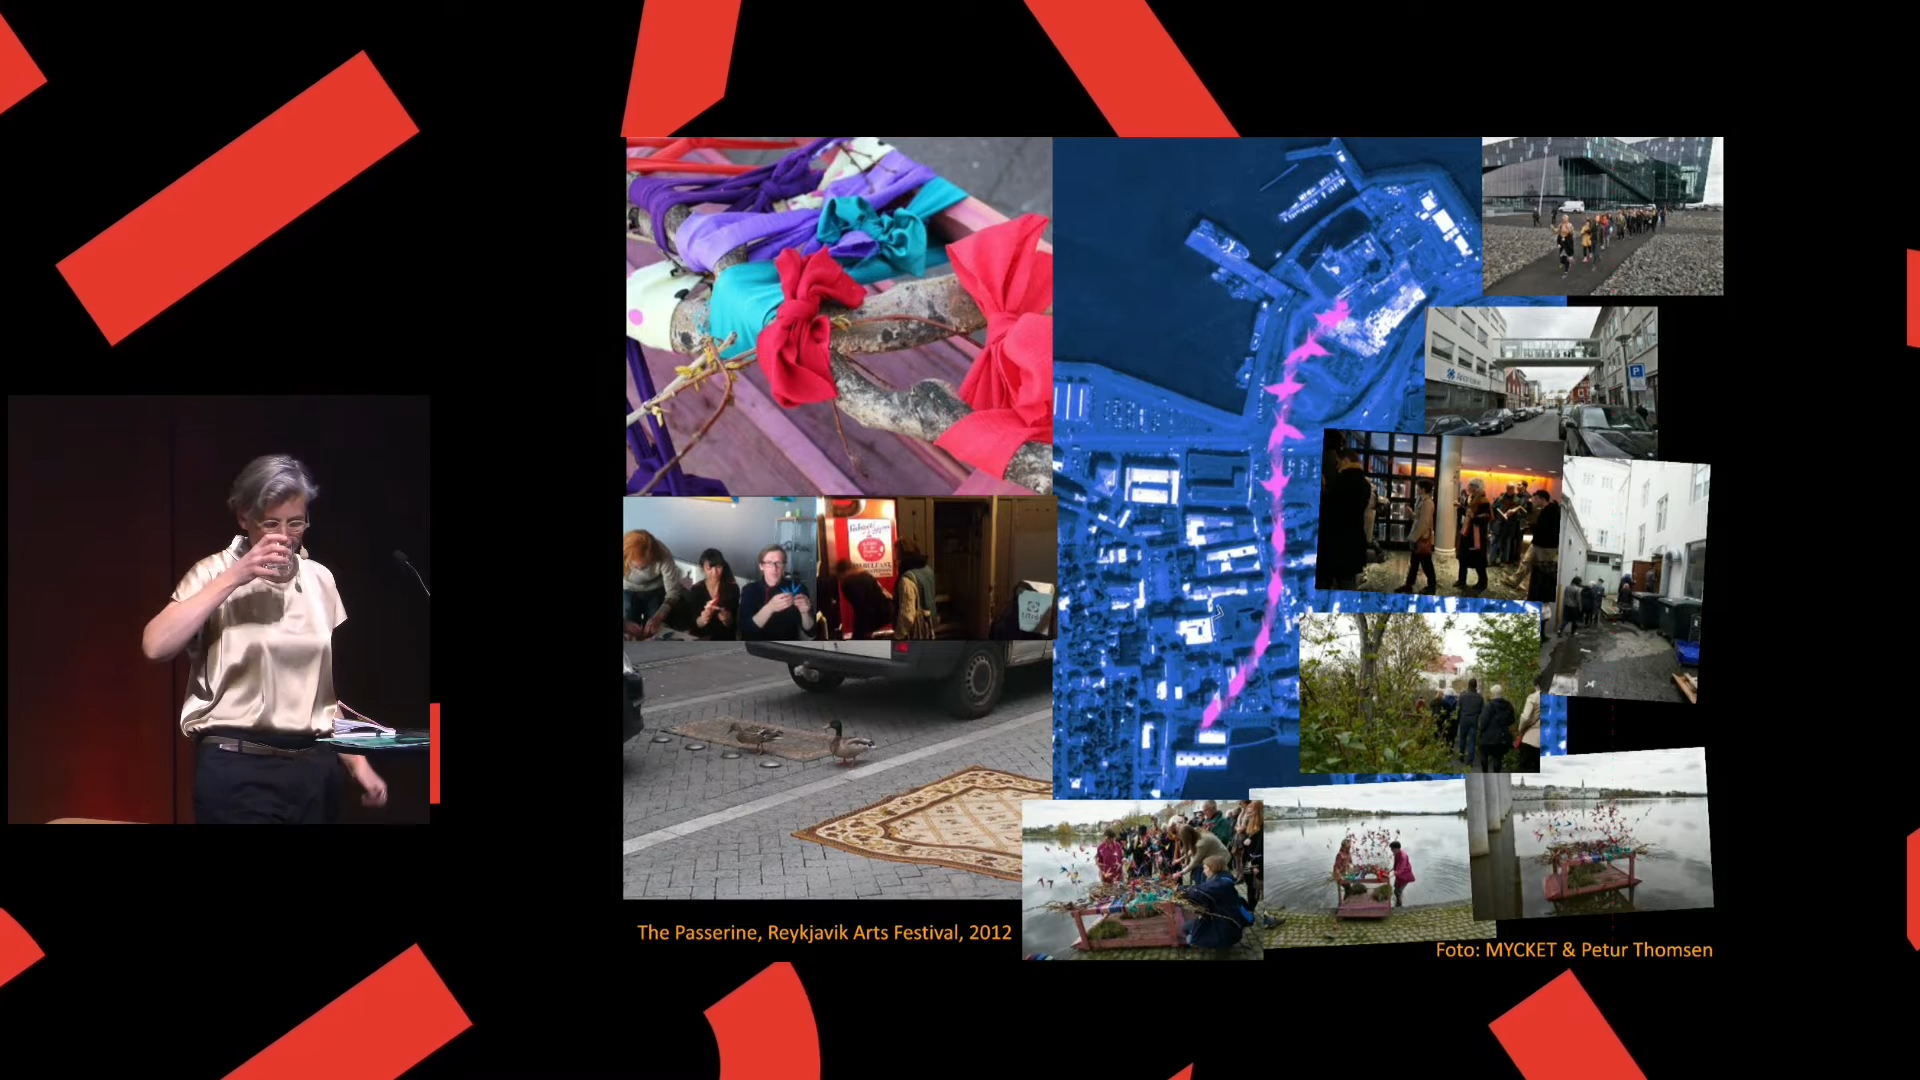 P
The Passerine, Reykjavik Arts Festival, 2012
Foto: MYCKET & Petur Thomsen